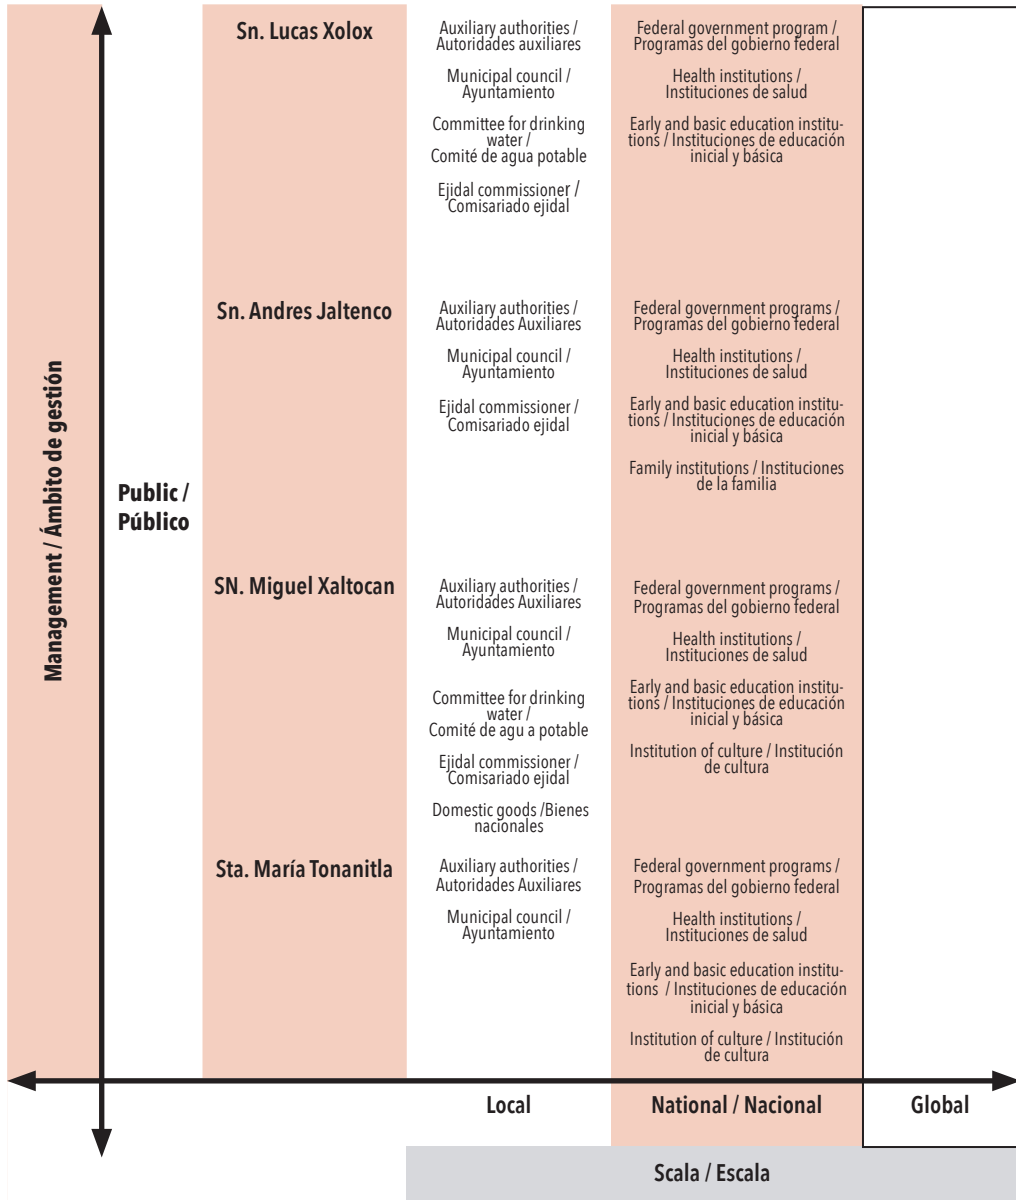 Management / Ámbito de gestión
Public /
Público
Sn. Lucas Xolox
Auxiliary authorities /
Autoridades auxiliares
Municipal council /
Ayuntamiento
Committee for drinking
water /
Comité de agua potable
Ejidal commissioner /
Comisariado ejidal
Federal government program /
Programas del gobierno federal
Health institutions /
Instituciones de salud
Early and basic education institu-
tions / Instituciones de educación
inicial y básica
Sn. Andres Jaltenco
Auxiliary authorities /
Autoridades Auxiliares
Municipal council /
Ayuntamiento
Ejidal commissioner /
Comisariado ejidal
Federal government programs /
Programas del gobierno federal
Health institutions /
Instituciones de salud
Early and basic education institu-
tions / Instituciones de educación
inicial y básica
Family institutions / Instituciones
de la familia
SN. Miguel Xaltocan
Auxiliary authorities /
Autoridades Auxiliares
Municipal council /
Ayuntamiento
Committee for drinking
water /
Comité de agu a potable
Ejidal commissioner /
Comisariado ejidal
Domestic goods /Bienes
nacionales
Federal government programs /
Programas del gobierno federal
Health institutions /
Instituciones de salud
Early and basic education institu-
tions / Instituciones de educación
inicial y básica
Institution of culture / Institución
de cultura
Sta. María Tonanitla
Auxiliary authorities /
Autoridades Auxiliares
Municipal council /
Ayuntamiento
Federal government programs /
Programas del gobierno federal
Health institutions /
Instituciones de salud
Early and basic education institu-
tions / Instituciones de educación
inicial y básica
Institution of culture / Institución
de cultura
Local
National / Nacional
Global
Scala / Escala